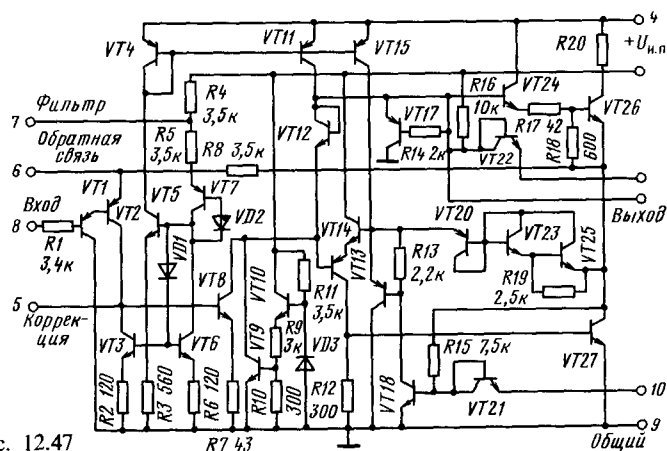 VT4
VT11
VT15
4
+U и.п
R20
R4
3,5к
R16
10к
VT24
VT26
7
Фильтр
R5
3,5к
R8 3,5к
VT12
VT17
R14 2к
R17 42
R18
600
VT22
Обратная
связь
6
VT1
VT2
VT5
VT7
VD2
Вход
8
R1
3,4к
VD1
VT14
VT13
R13
2,2к
VT20
VT23
VT25
Выход
R19
2,5к
VT8
VT10
R11
3,5к
5
Коррек-
ция
VT3
VT6
VT9
R9
3к
VD3
R15 7,5к
VT27
R2 120
R3 560
R6 120
R10
300
R12
300
VT18
VT21
10
9
R7 43
Общий
с. 12.47